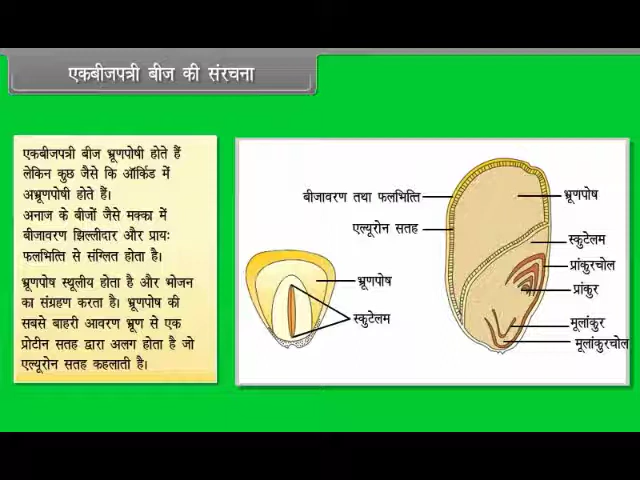 एकबीजपत्री बीज की संरचना
एकबीजपत्री बीज भ्रूणपोषी होते हैं
लेकिन कुछ जैसे कि ऑर्किड में
अभ्रूणपोषी होते हैं।
अनाज के बीजों जैसे मक्का में
बीजावरण झिल्लीदार और प्रायः
फलभित्ति से संग्लित होता है।
भ्रूणपोष स्थूलीय होता है और भोजन
का संग्रहण करता है। भ्रूणपोष की
सबसे बाहरी आवरण भ्रूण से एक
प्रोटीन सतह द्वारा अलग होता है जो
एल्यूरोन सतह कहलाती है।
भ्रूणपोष
स्कुटेलम
बीजावरण तथा फलभित्ति
एल्यूरोन सतह
भ्रूणपोष
स्कुटेलम
प्रांकुरचोल
प्रांकुर
मूलांकुर
मूलांकुरचोल